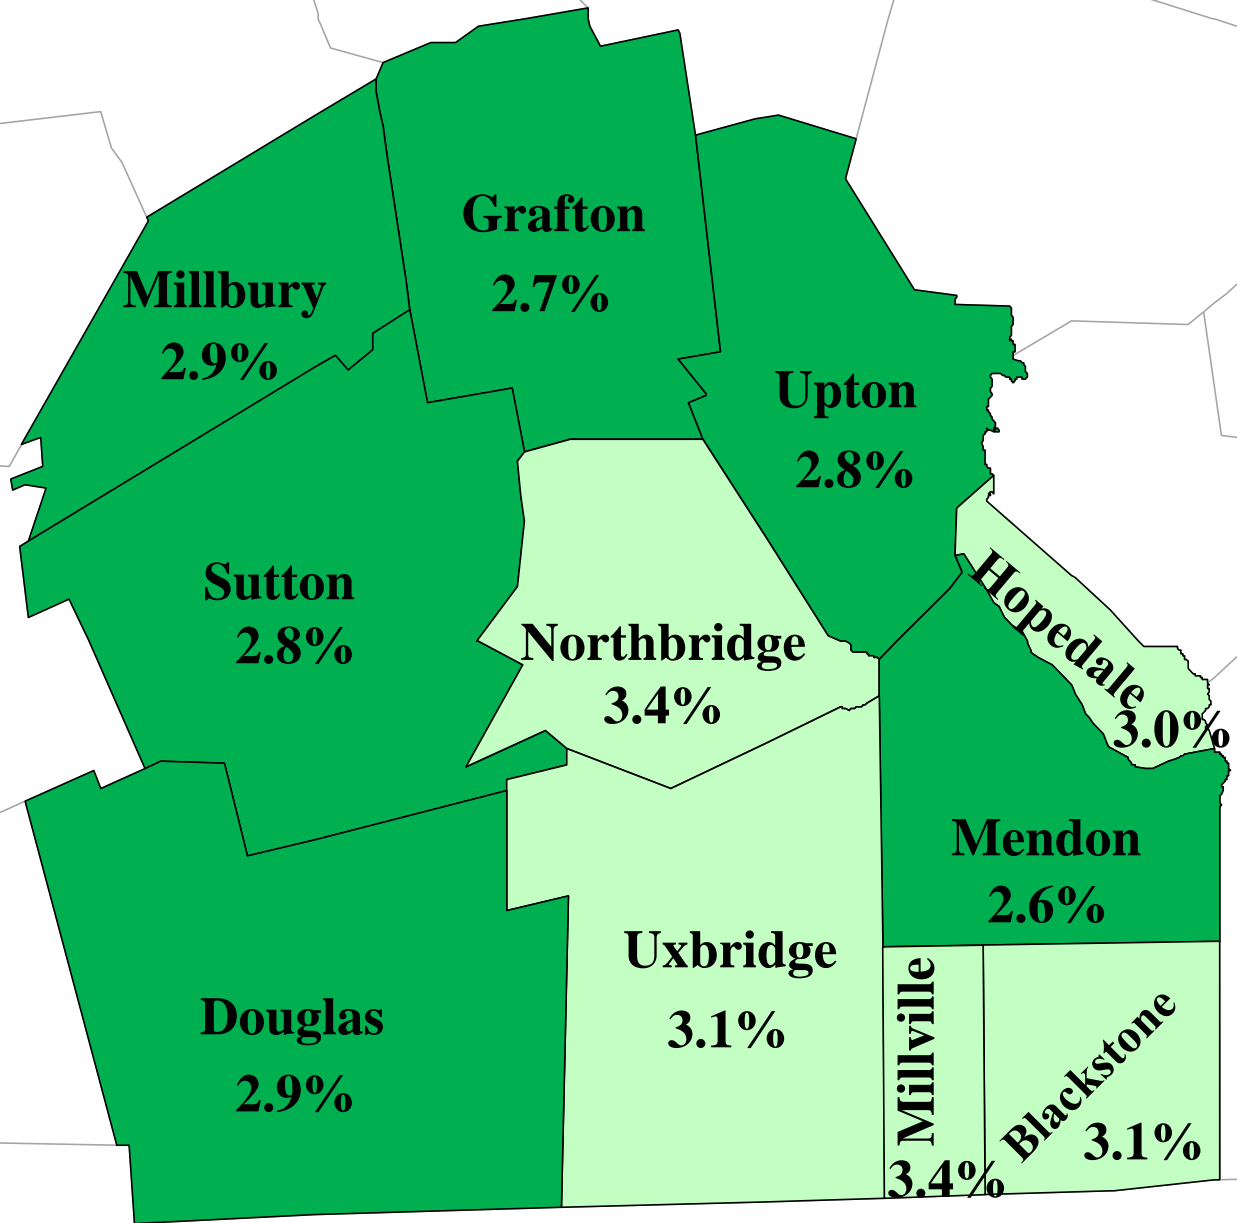 Grafton
2.7%
Millbury
2.9%
Upton
2.8%
Sutton
2.8%
Northbridge
3.4%
Hopedale
3.0%
Mendon
2.6%
Uxbridge
3.1%
Douglas
2.9%
Millville
3.4%
Blackstone
3.1%